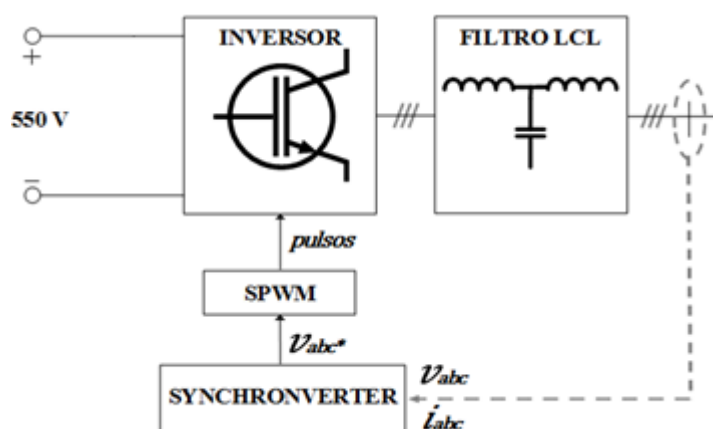 INVERSOR
FILTRO LCL
+
550 V
−
pulsos
SPWM
vabc*
SYNCHRONVERTER
vabc
iabc